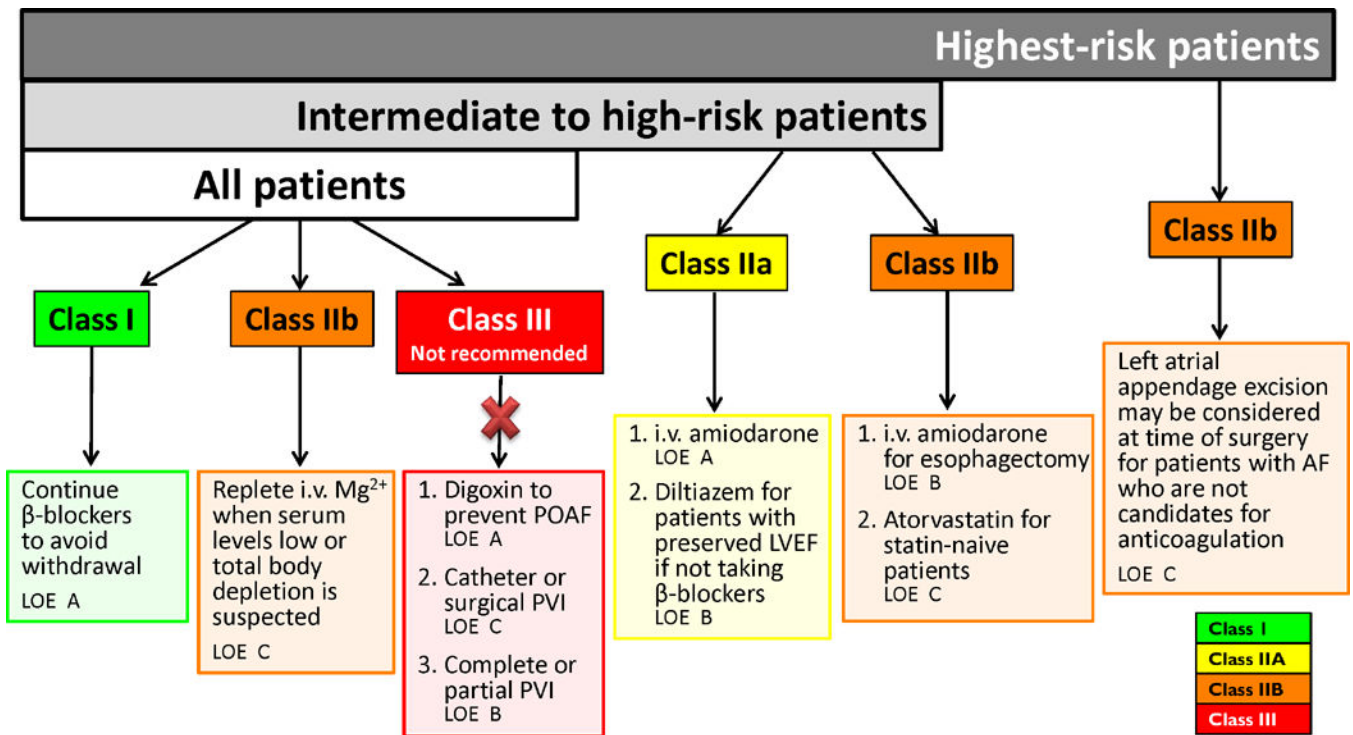 Highest-risk patients
Intermediate to high-risk patients
All patients
Class I
Continue
β-blockers
to avoid
withdrawal
LOE A
Class IIb
Replete i.v. Mg²⁺
when serum
levels low or
total body
depletion is
suspected
LOE C
Class III
Not recommended
1. Digoxin to
prevent POAF
LOE A
2. Catheter or
surgical PVI
LOE C
3. Complete or
partial PVI
LOE B
Class IIa
1. i.v. amiodarone
LOE A
2. Diltiazem for
patients with
preserved LVEF
if not taking
β-blockers
LOE B
Class IIb
1. i.v. amiodarone
for esophagectomy
LOE B
2. Atorvastatin for
statin-naive
patients
LOE C
Class IIb
Left atrial
appendage excision
may be considered
at time of surgery
for patients with AF
who are not
candidates for
anticoagulation
LOE C
Class I
Class IIA
Class IIB
Class III